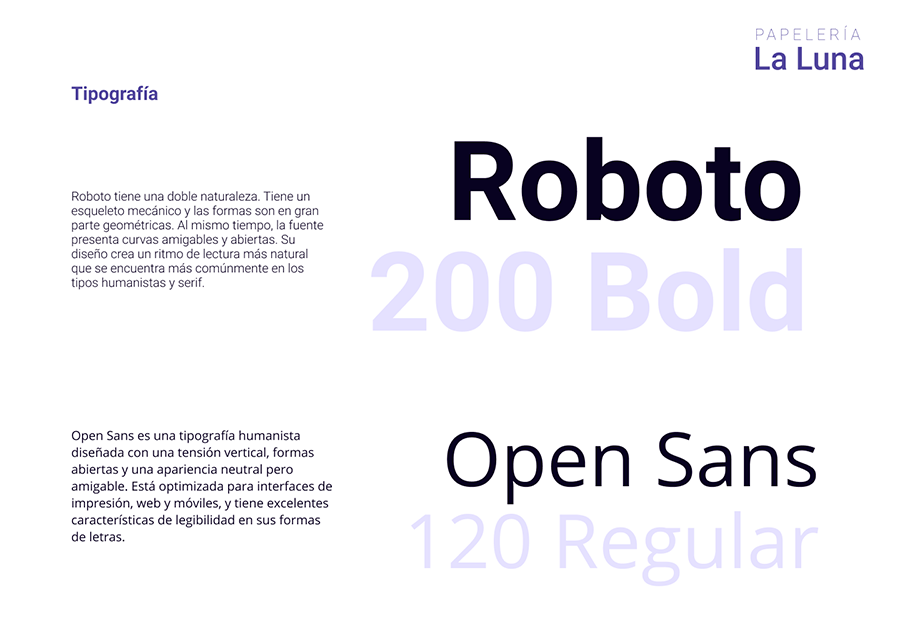 PAPELERÍA
La Luna
Tipografía
Roboto
200 Bold
Roboto tiene una doble naturaleza. Tiene un
esqueleto mecánico y las formas son en gran
parte geométricas. Al mismo tiempo, la fuente
presenta curvas amigables y abiertas. Su
diseño crea un ritmo de lectura más natural
que se encuentra más comúnmente en los
tipos humanistas y serif.
Open Sans
120 Regular
Open Sans es una tipografía humanista
diseñada con una tensión vertical, formas
abiertas y una apariencia neutral pero
amigable. Está optimizada para interfaces de
impresión, web y móviles, y tiene excelentes
características de legibilidad en sus formas
de letras.